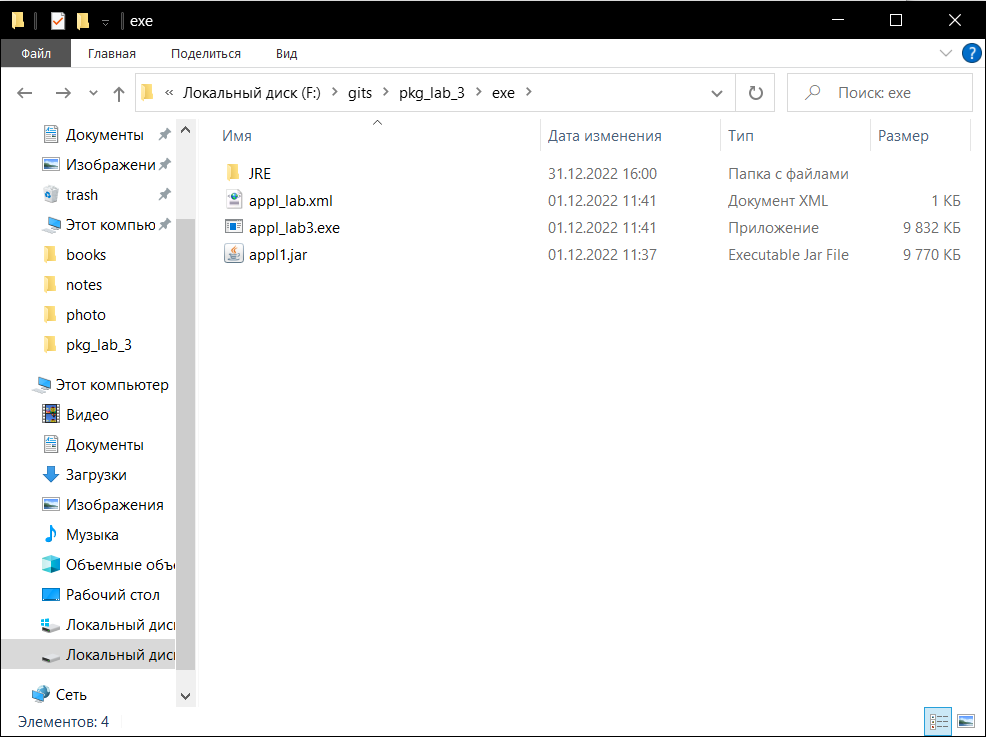 exe
Файл Главная Поделиться Вид ?
« Локальный диск (F:) > gits > pkg_lab_3 > exe > Поиск: exe
Имя Дата изменения Тип Размер
JRE 31.12.2022 16:00 Папка с файлами
appl_lab.xml 01.12.2022 11:41 Документ XML 1 КБ
appl_lab3.exe 01.12.2022 11:41 Приложение 9 832 КБ
appl1.jar 01.12.2022 11:37 Executable Jar File 9 770 КБ
Документы
Изображени
trash
Этот компью
books
notes
photo
pkg_lab_3
Этот компьютер
Видео
Документы
Загрузки
Изображения
Музыка
Объемные объе
Рабочий стол
Локальный диск
Локальный диск
Сеть
Элементов: 4